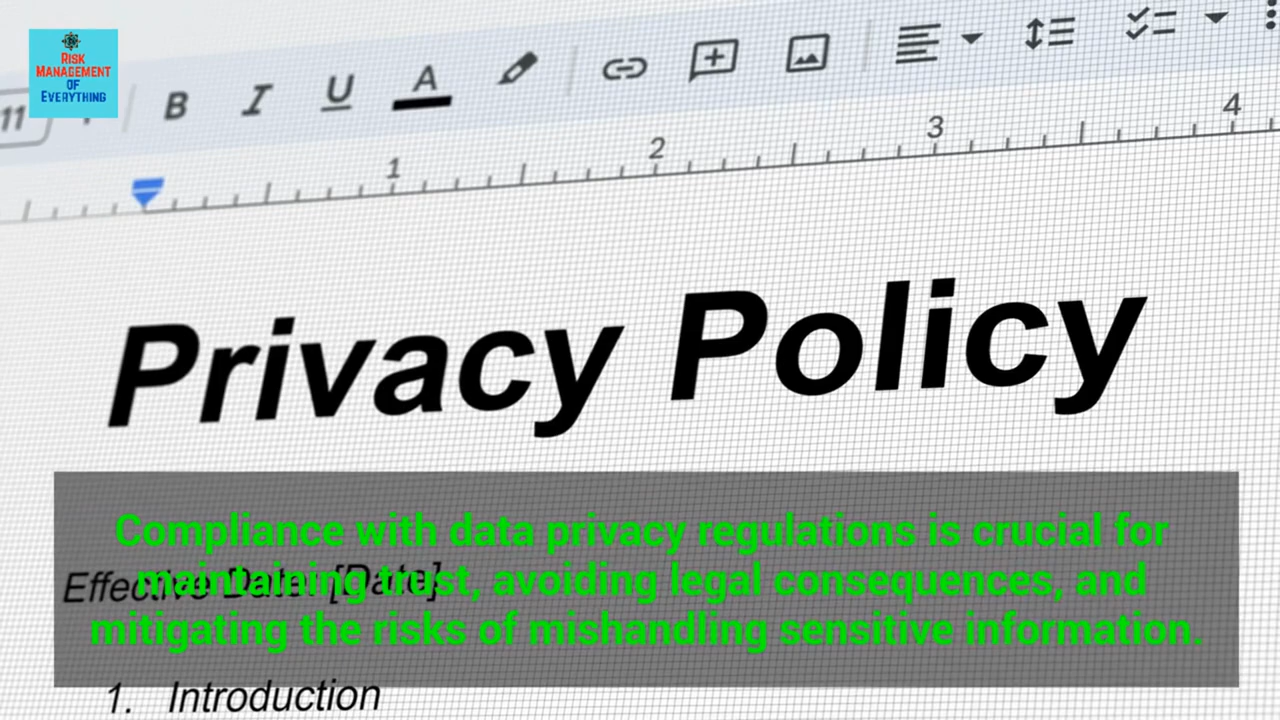 Risk
Management
of
Everything
11
B I U A
1 2 3 4
Privacy Policy
Compliance with data privacy regulations is crucial for
Effective Date: [Date]
maintaining trust, avoiding legal consequences, and
mitigating the risks of mishandling sensitive information.
1. Introduction